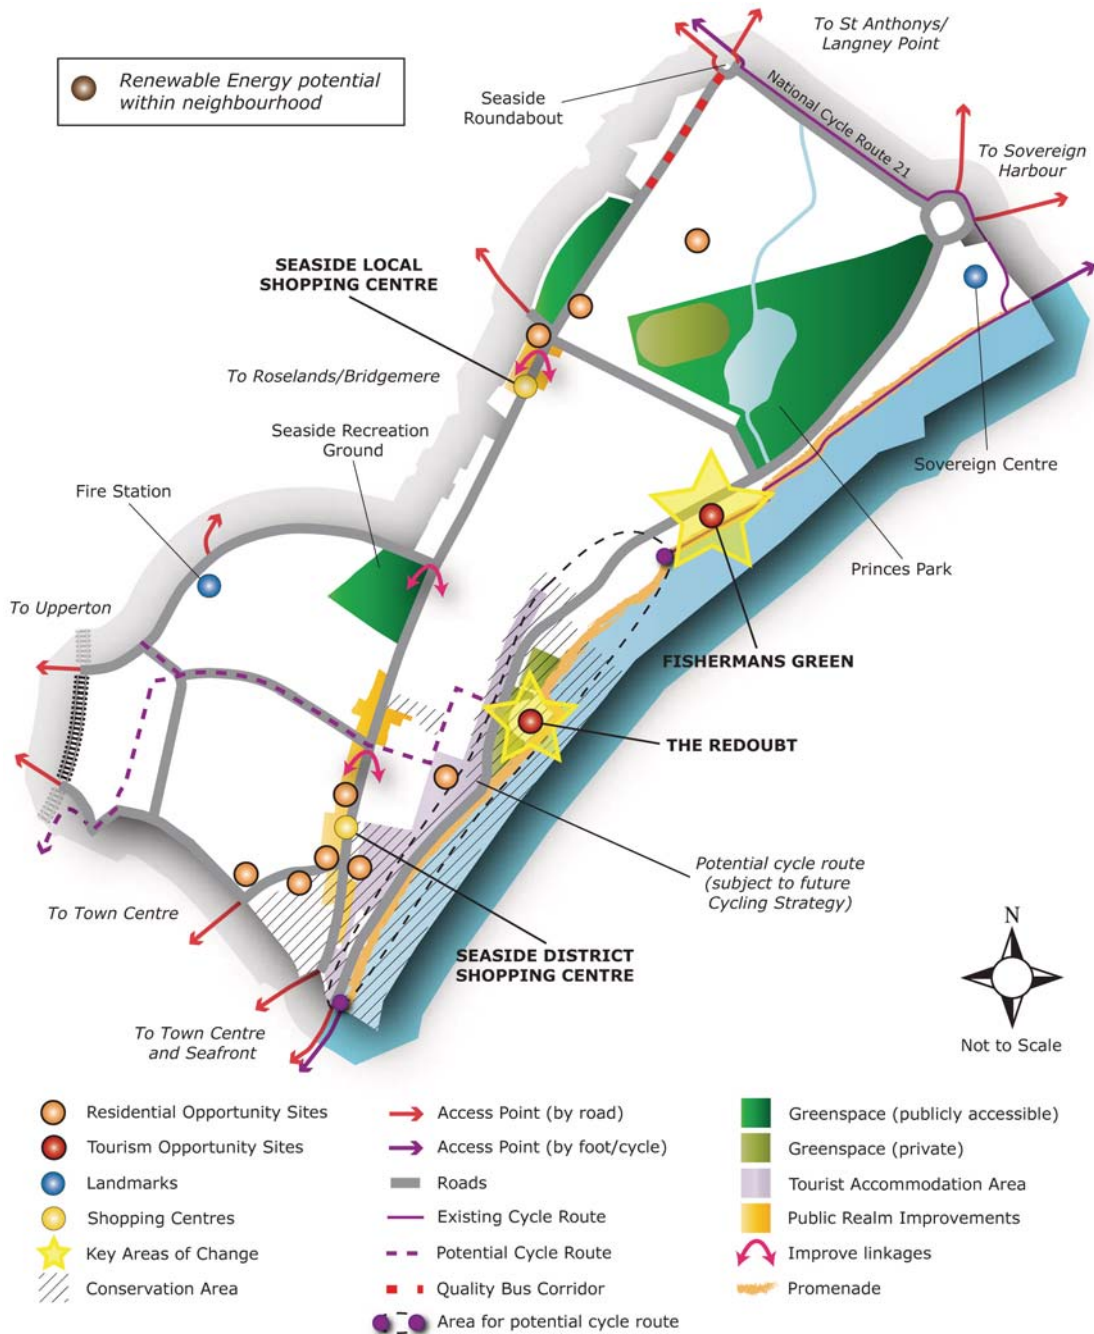 To St Anthonys/
Langney Point
Renewable Energy potential
within neighbourhood
Seaside
Roundabout
National Cycle Route 21
To Sovereign
Harbour
SEASIDE LOCAL
SHOPPING CENTRE
To Roselands/Bridgemere
Seaside Recreation
Ground
Sovereign Centre
Fire Station
Princes Park
To Upperton
FISHERMANS GREEN
THE REDOUBT
Potential cycle route
(subject to future
Cycling Strategy)
To Town Centre
SEASIDE DISTRICT
SHOPPING CENTRE
N
To Town Centre
and Seafront
Not to Scale
Residential Opportunity Sites
Tourism Opportunity Sites
Landmarks
Shopping Centres
Key Areas of Change
Conservation Area
Access Point (by road)
Access Point (by foot/cycle)
Roads
Existing Cycle Route
Potential Cycle Route
Quality Bus Corridor
Area for potential cycle route
Greenspace (publicly accessible)
Greenspace (private)
Tourist Accommodation Area
Public Realm Improvements
Improve linkages
Promenade